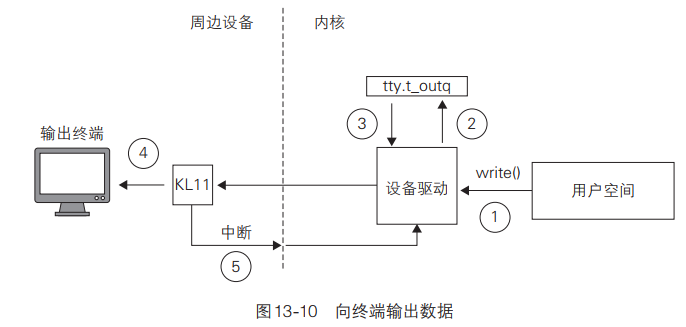 周边设备
内核
tty.t_outq
③
②
输出终端
④
KL11
设备驱动
write()
①
用户空间
中断
⑤
图13-10 向终端输出数据